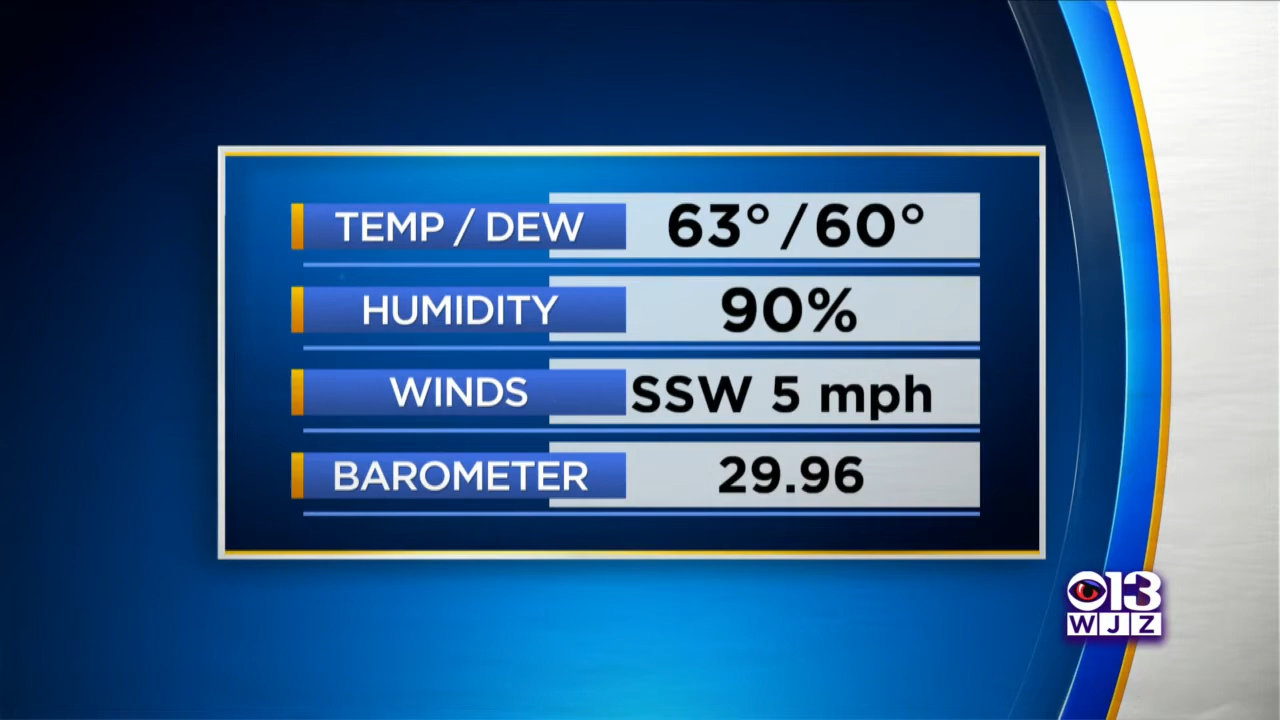 TEMP / DEW 63° / 60°
HUMIDITY 90%
WINDS SSW 5 mph
BAROMETER 29.96
13
WJZ